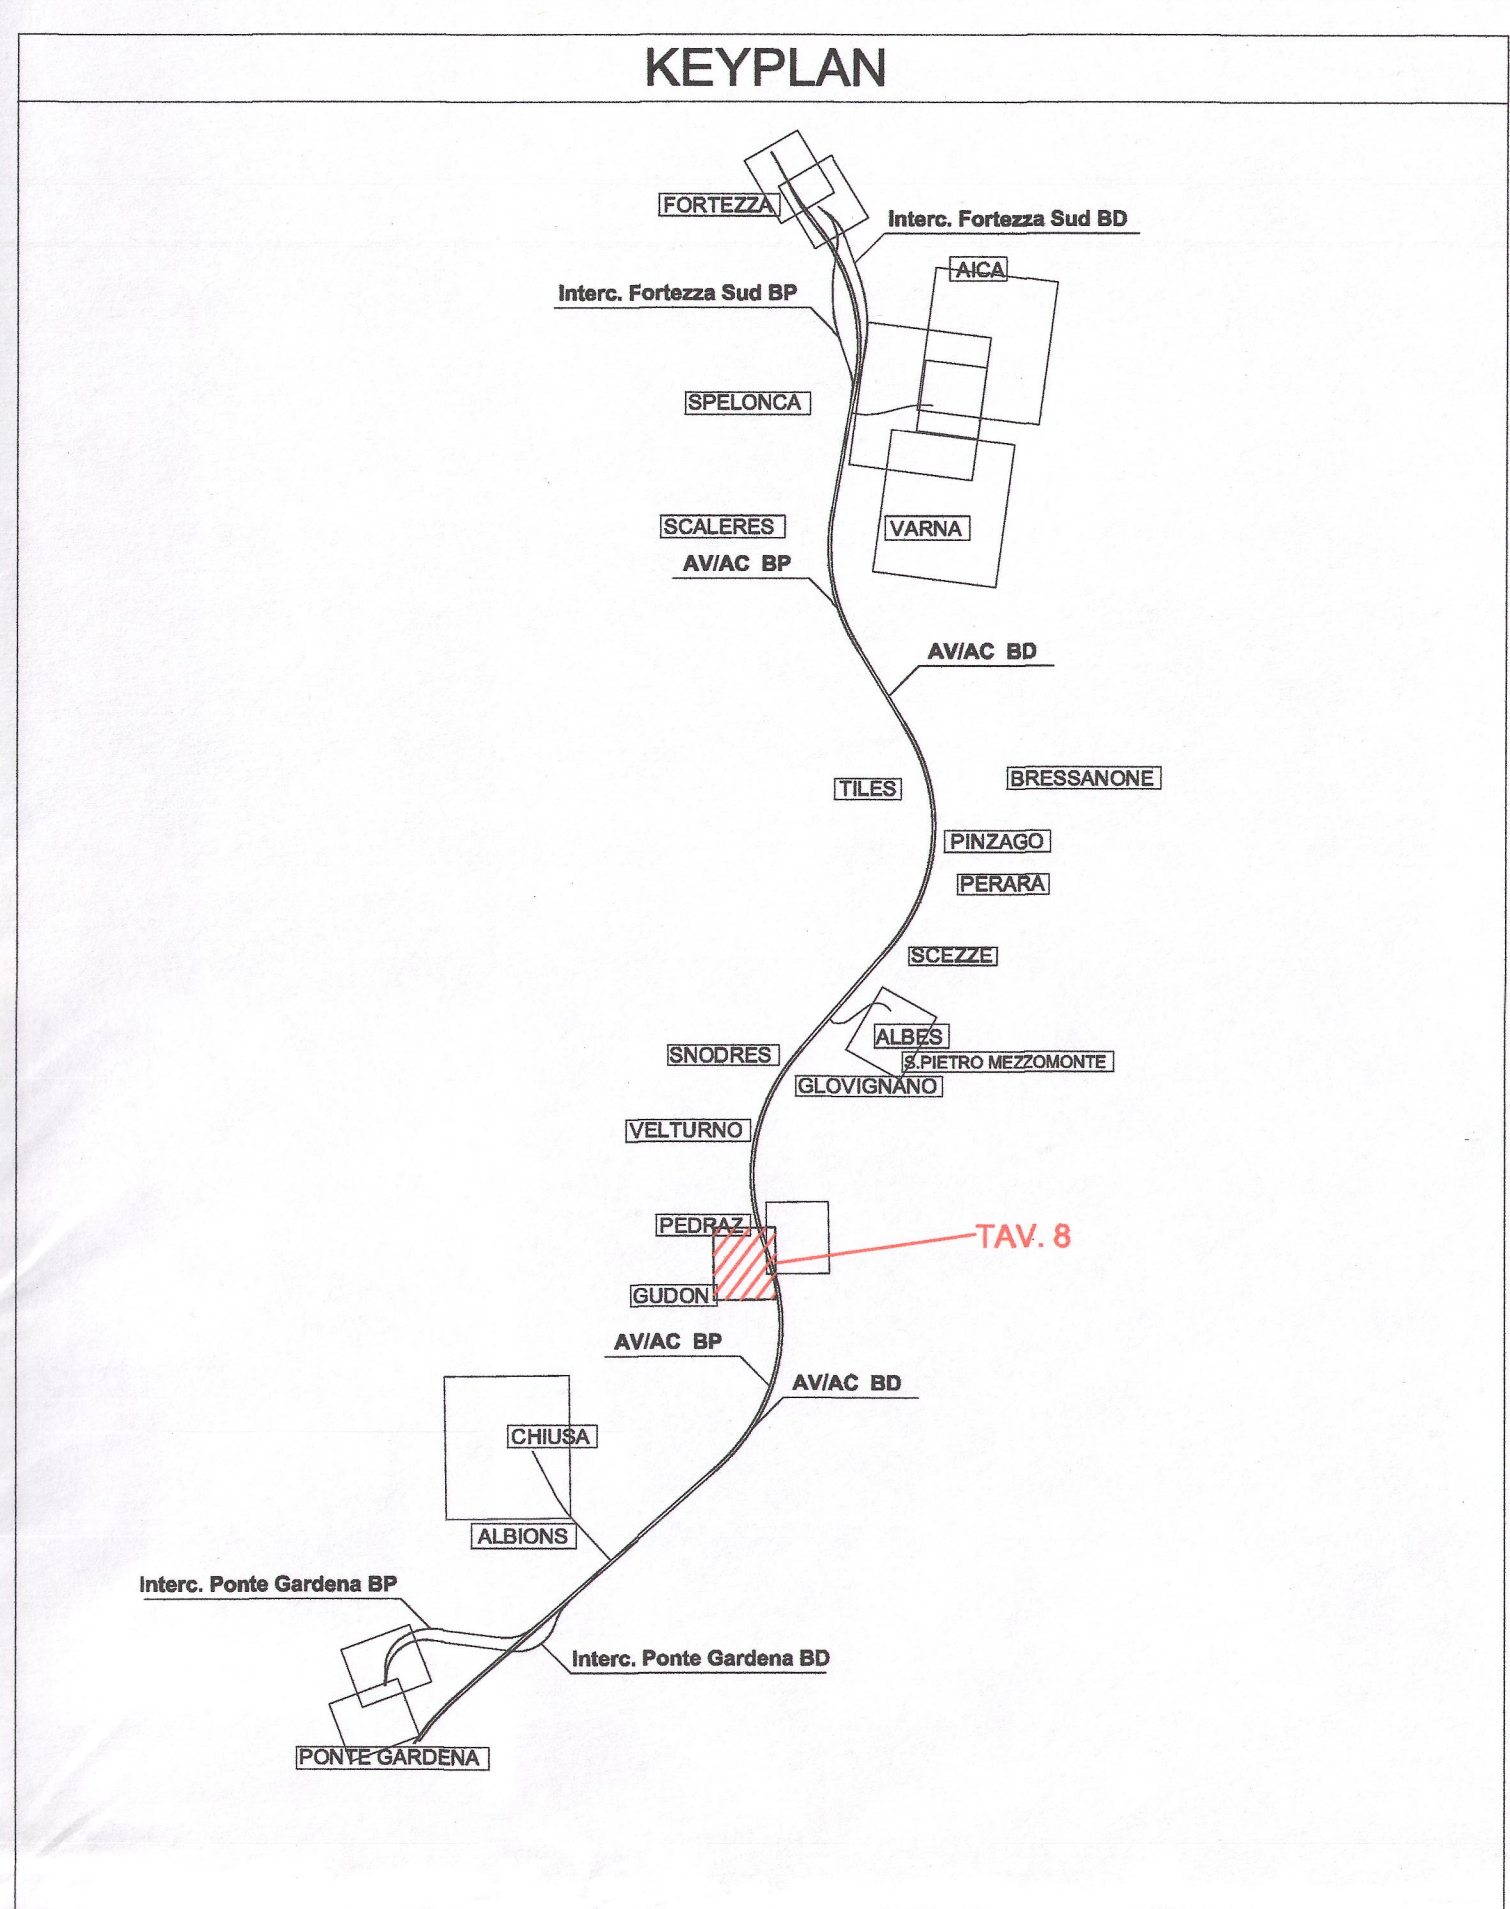 KEYPLAN
FORTEZZA
Interc. Fortezza Sud BD
AICA
Interc. Fortezza Sud BP
SPELONCA
SCALERES
VARNA
AV/AC BP
AV/AC BD
TILES
BRESSANONE
PINZAGO
PERARA
SCEZZE
ALBES
SNODRES
S.PIETRO MEZZOMONTE
GLOVIGNANO
VELTURNO
PEDRAZ
TAV. 8
GUDON
AV/AC BP
AV/AC BD
CHIUSA
ALBIONS
Interc. Ponte Gardena BP
Interc. Ponte Gardena BD
PONTE GARDENA